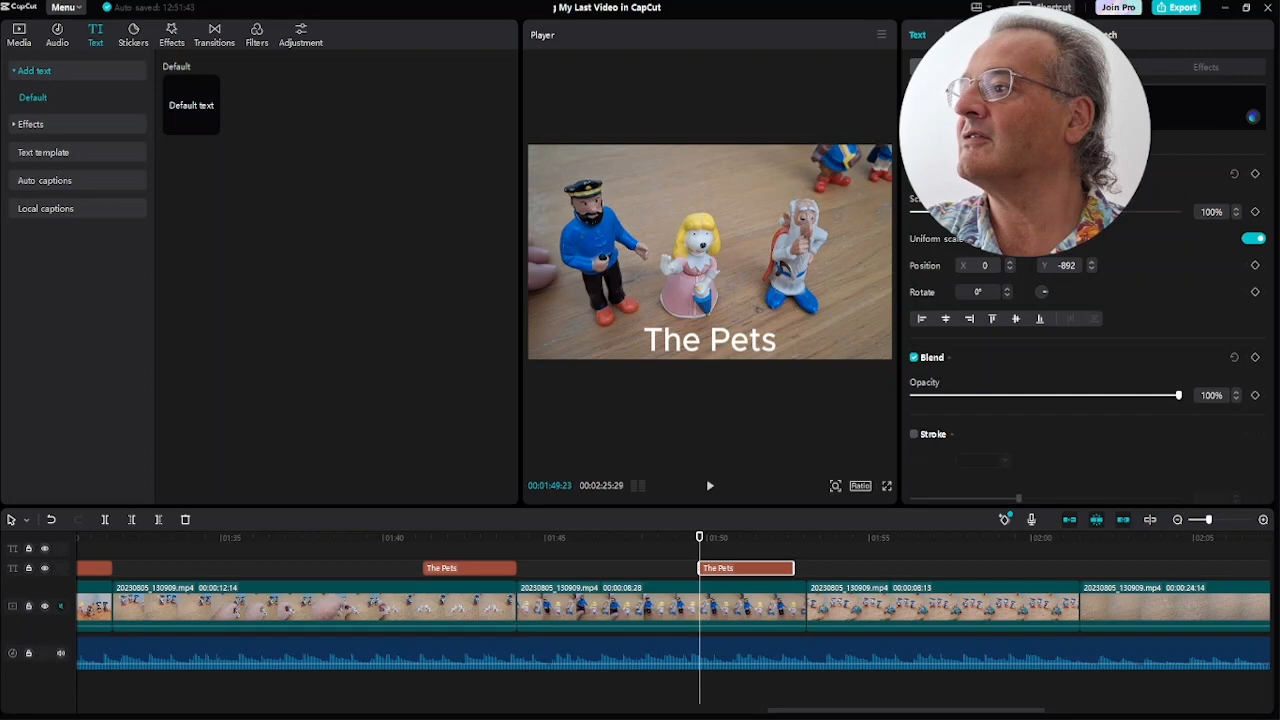 CapCut Menu Auto saved: 12:51:43 My Last Video in CapCut Shortcut Join Pro Export
Media Audio Text Stickers Effects Transitions Filters Adjustment
Add text
Default
Effects
Text template
Auto captions
Local captions
Default
Default text
Player
The Pets
00:01:49:23 00:02:25:29
Ratio
Text
Effects
100%
Uniform scale
Position X 0 Y -892
Rotate 0°
Blend
Opacity
100%
Stroke
01:35 01:40 01:45 01:50 01:55 02:00 02:05
The Pets The Pets
20230805_130909.mp4 00:00:12:14 20230805_130909.mp4 00:00:08:28 20230805_130909.mp4 00:00:08:13 20230805_130909.mp4 00:00:24:14